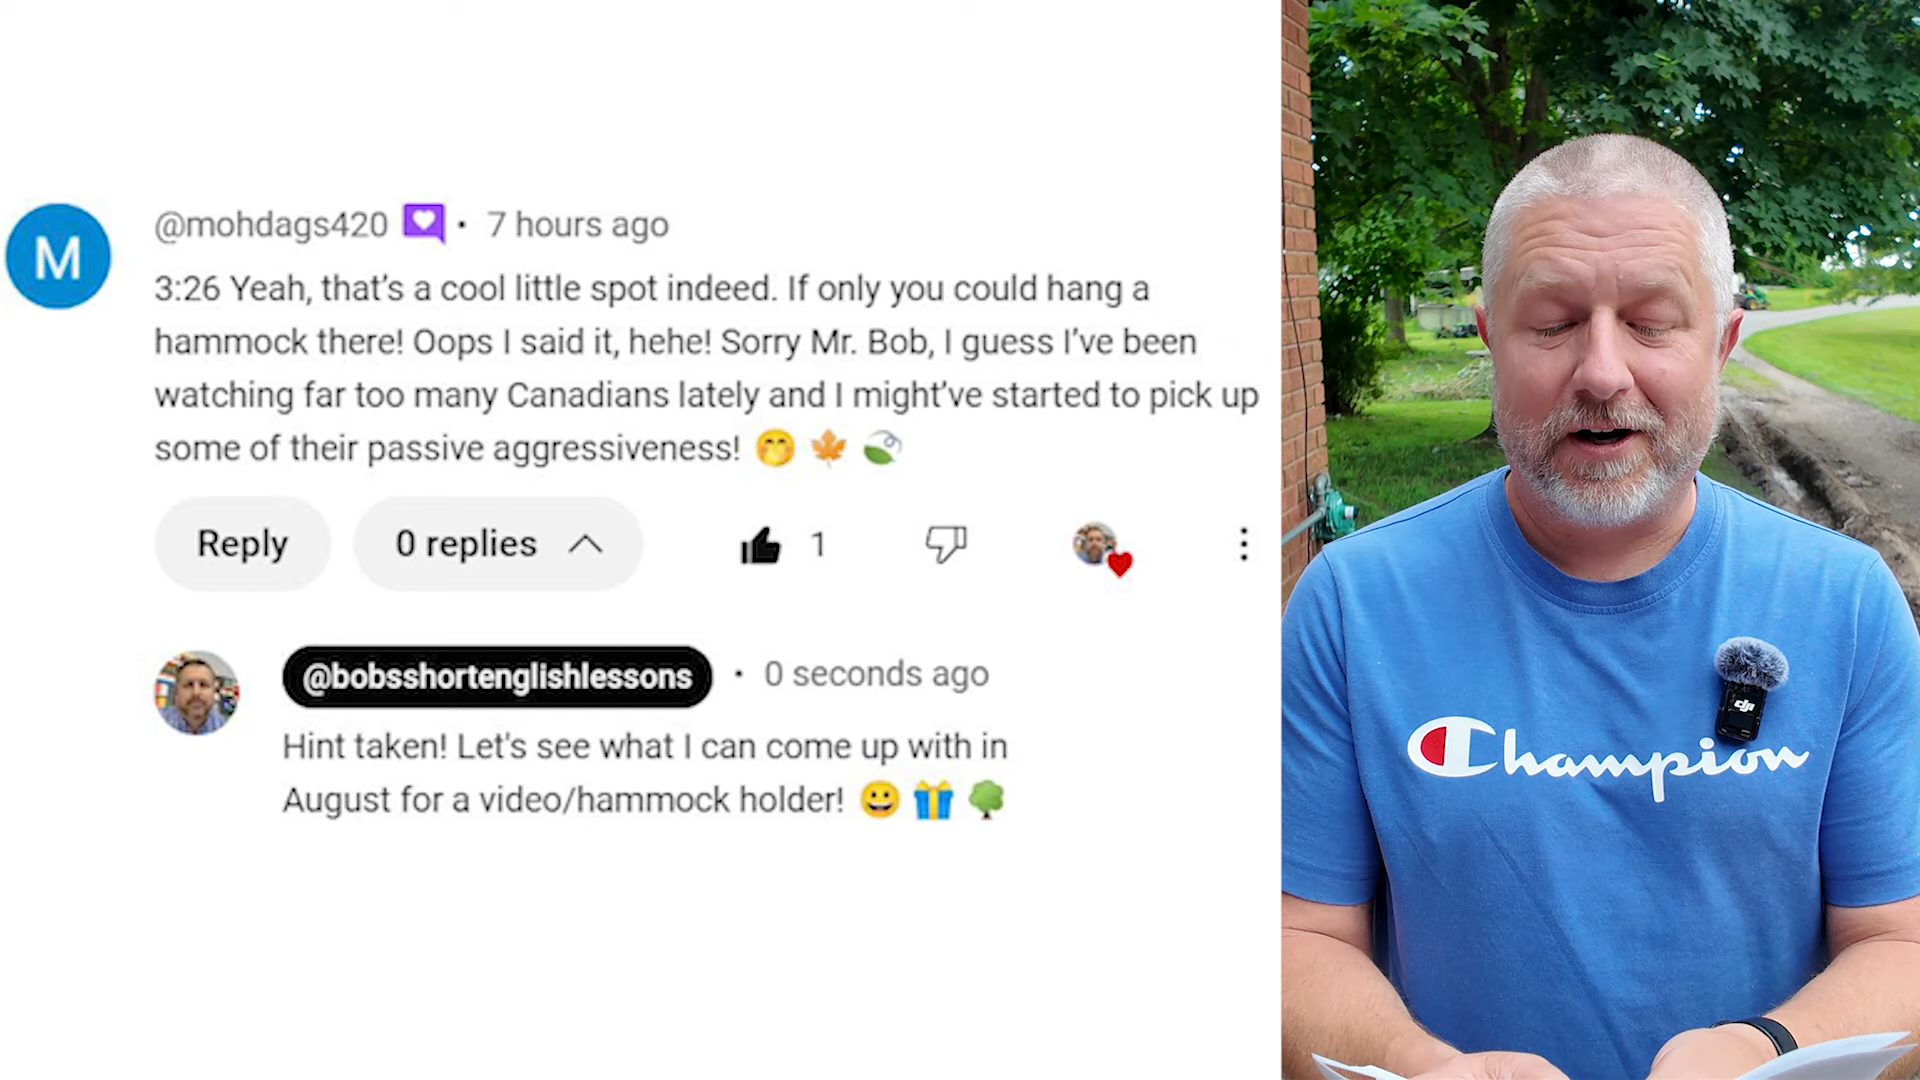 M
@mohdags420 · 7 hours ago
3:26 Yeah, that's a cool little spot indeed. If only you could hang a
hammock there! Oops I said it, hehe! Sorry Mr. Bob, I guess I've been
watching far too many Canadians lately and I might've started to pick up
some of their passive aggressiveness! 🤭 🍁 🍃
Reply 0 replies 1
@bobsshortenglishlessons · 0 seconds ago
Hint taken! Let's see what I can come up with in
August for a video/hammock holder! 😀 🎁 🌳
dji
Champion